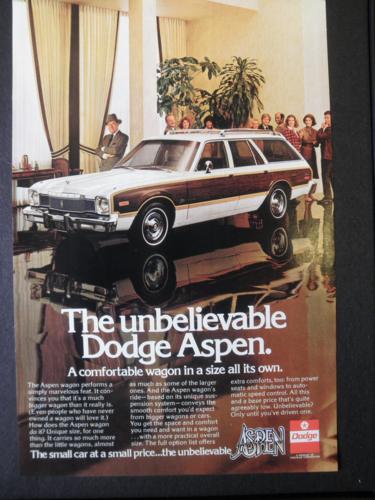 The unbelievable
Dodge Aspen.
A comfortable wagon in a size all its own.
The Aspen wagon performs a
simply marvelous feat. It con-
vinces you that it's a much
bigger wagon than it really is.
(Even people who have never
owned a wagon will love it.)
How does the Aspen wagon
do it? Unique size, for one
thing. It carries so much more
than the little wagons, almost
as much as some of the larger
ones. And the Aspen wagon's
ride—based on its unique sus-
pension system—conveys the
smooth comfort you'd expect
from bigger wagons or cars.
You get the space and comfort
you need and want in a wagon
...with a more practical overall
size. The full option list offers
extra comforts, too: from power
seats and windows to auto-
matic speed control. All this
and a base price that's quite
agreeably low. Unbelievable?
Only until you've driven one.
The small car at a small price...the unbelievable
ASPEN
Dodge